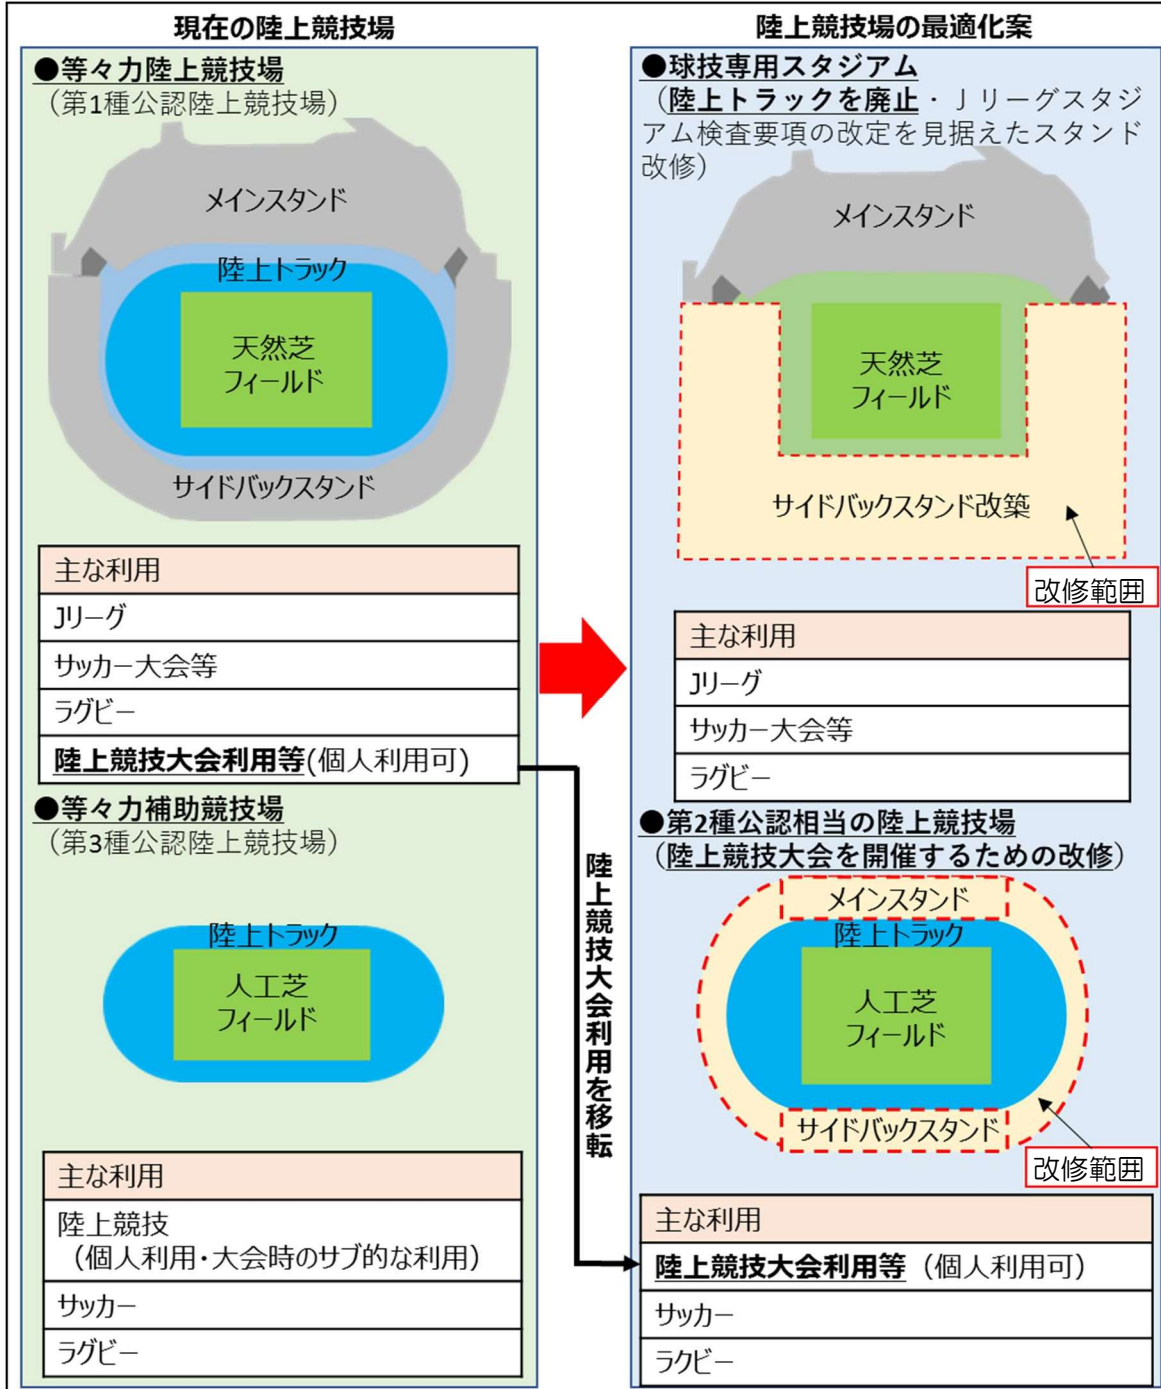 現在の陸上競技場
●等々力陸上競技場
（第1種公認陸上競技場）
メインスタンド
陸上トラック
天然芝
フィールド
サイドバックスタンド
主な利用
Jリーグ
サッカー大会等
ラグビー
陸上競技大会利用等(個人利用可)
●等々力補助競技場
（第3種公認陸上競技場）
陸上トラック
人工芝
フィールド
主な利用
陸上競技
（個人利用・大会時のサブ的な利用）
サッカー
ラグビー
陸上競技大会利用を移転
陸上競技場の最適化案
●球技専用スタジアム
（陸上トラックを廃止・Ｊリーグスタジ
アム検査要項の改定を見据えたスタンド
改修）
メインスタンド
天然芝
フィールド
サイドバックスタンド改築
改修範囲
主な利用
Jリーグ
サッカー大会等
ラグビー
●第2種公認相当の陸上競技場
（陸上競技大会を開催するための改修）
メインスタンド
陸上トラック
人工芝
フィールド
サイドバックスタンド
改修範囲
主な利用
陸上競技大会利用等（個人利用可）
サッカー
ラクビー